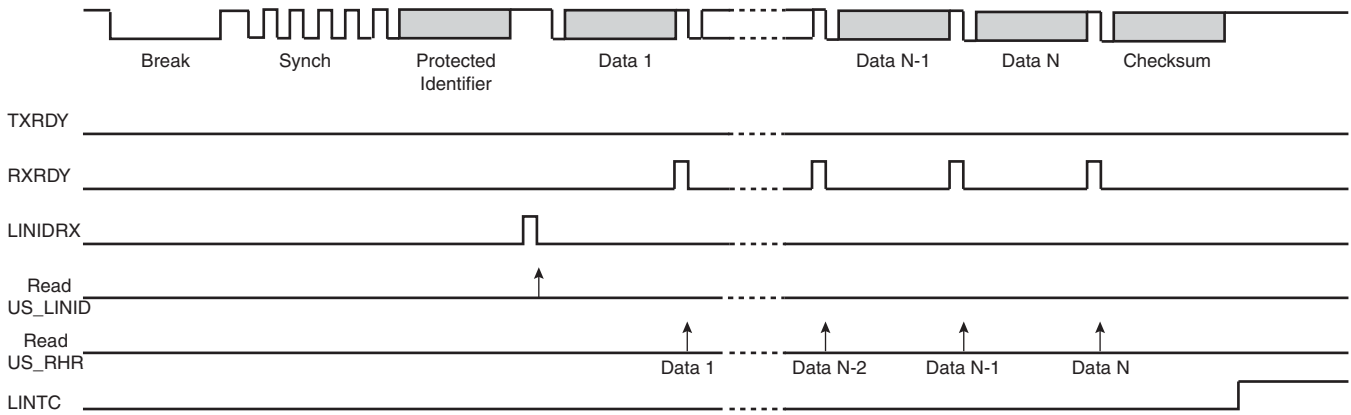 Break Synch Protected Identifier Data 1 Data N-1 Data N Checksum
TXRDY
RXRDY
LINIDRX
Read
US_LINID
Read
US_RHR
Data 1 Data N-2 Data N-1 Data N
LINTC